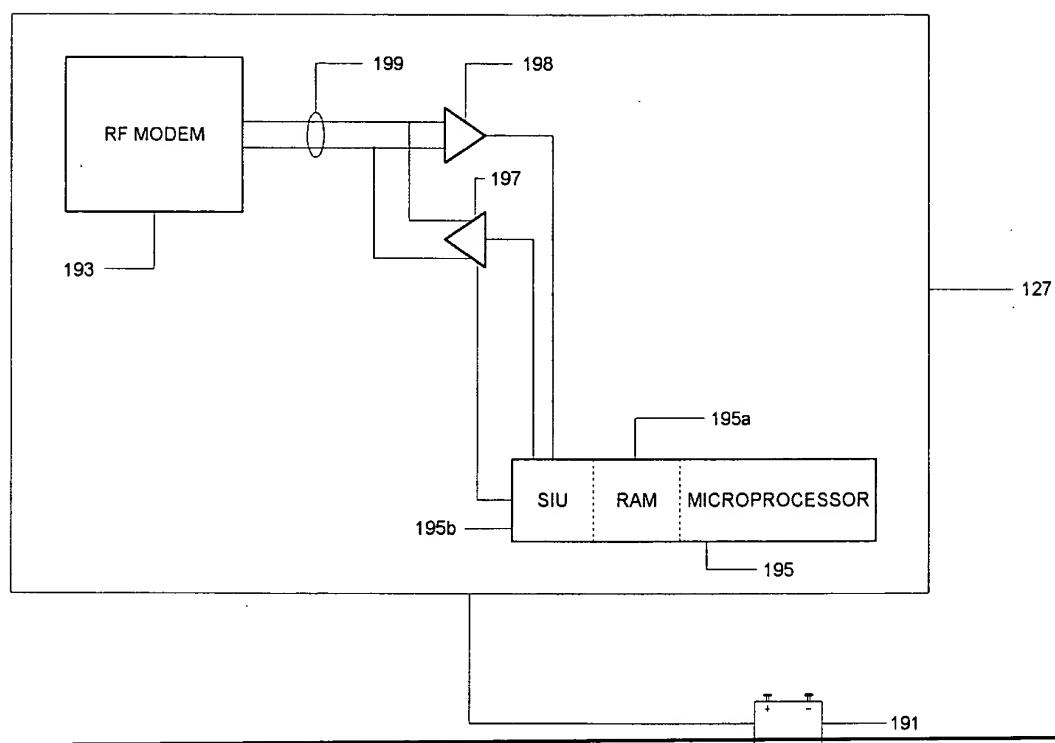 199
198
RF MODEM
197
193
127
195a
SIU
RAM
MICROPROCESSOR
195b
195
+ -
191